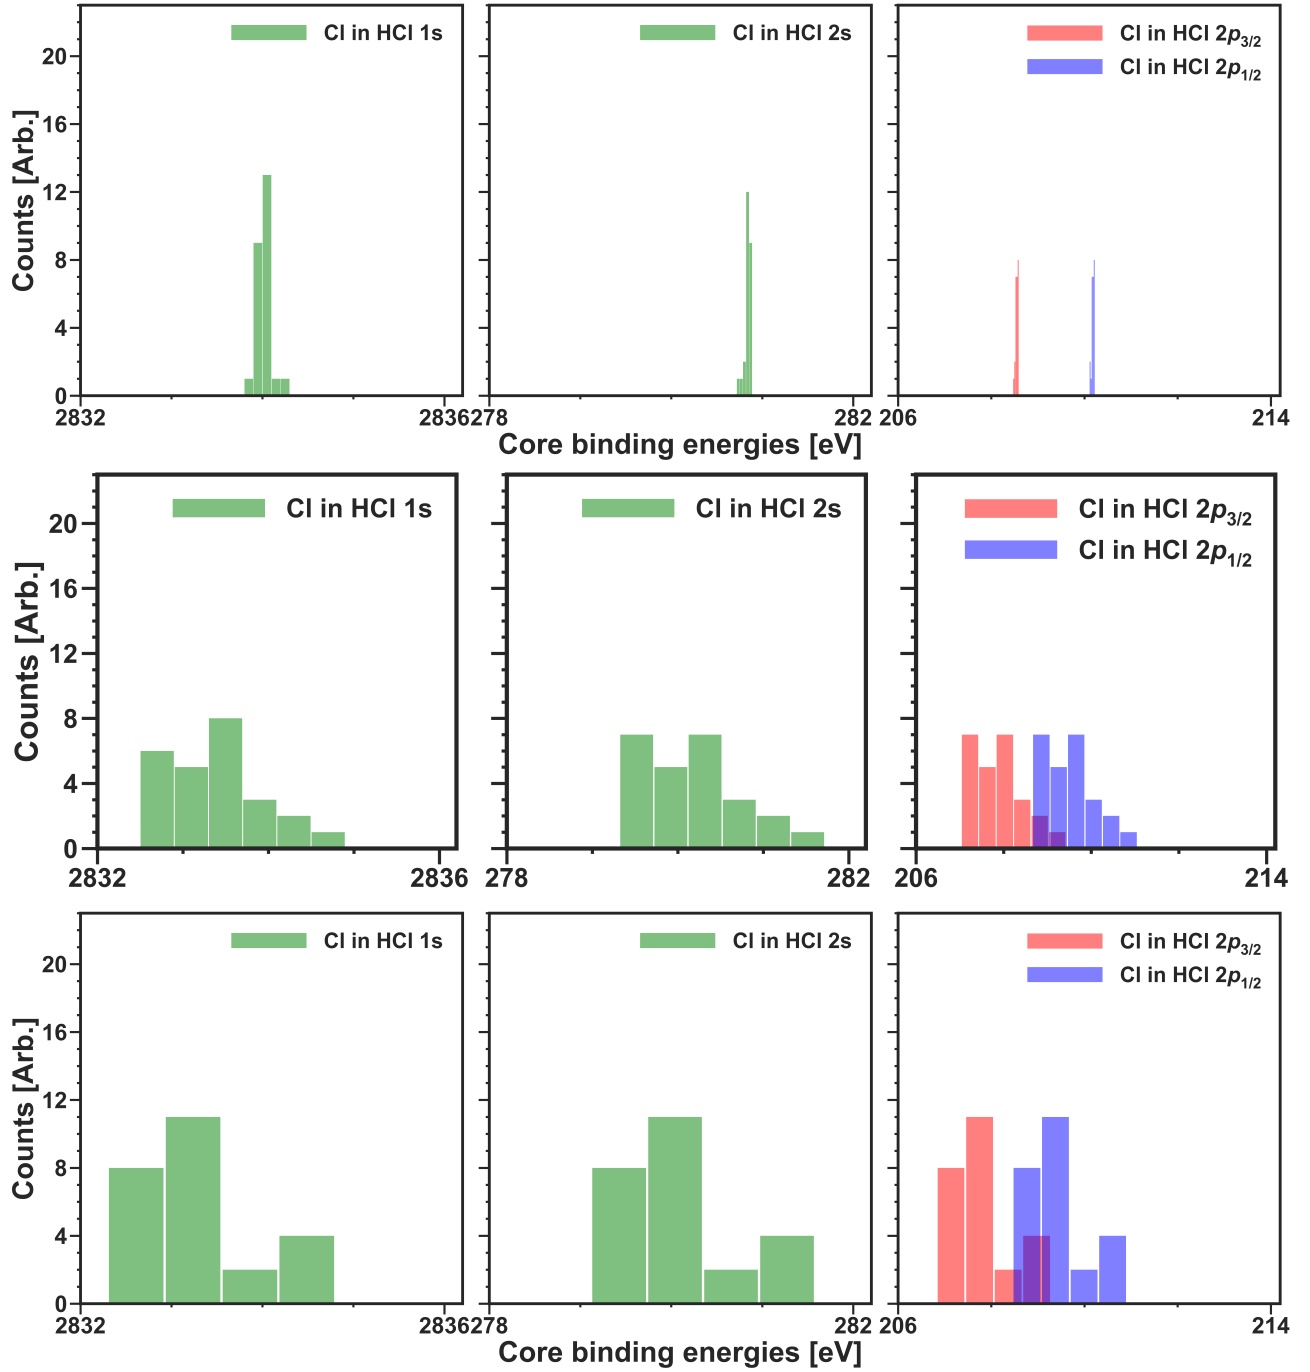 Cl in HCl 1s
Cl in HCl 2s
Cl in HCl 2p3/2
Cl in HCl 2p1/2
Counts [Arb.]
20
16
12
8
4
0
2832
2836
278
282
206
214
Core binding energies [eV]
Cl in HCl 1s
Cl in HCl 2s
Cl in HCl 2p3/2
Cl in HCl 2p1/2
Counts [Arb.]
20
16
12
8
4
0
2832
2836
278
282
206
214
Cl in HCl 1s
Cl in HCl 2s
Cl in HCl 2p3/2
Cl in HCl 2p1/2
Counts [Arb.]
20
16
12
8
4
0
2832
2836
278
282
206
214
Core binding energies [eV]